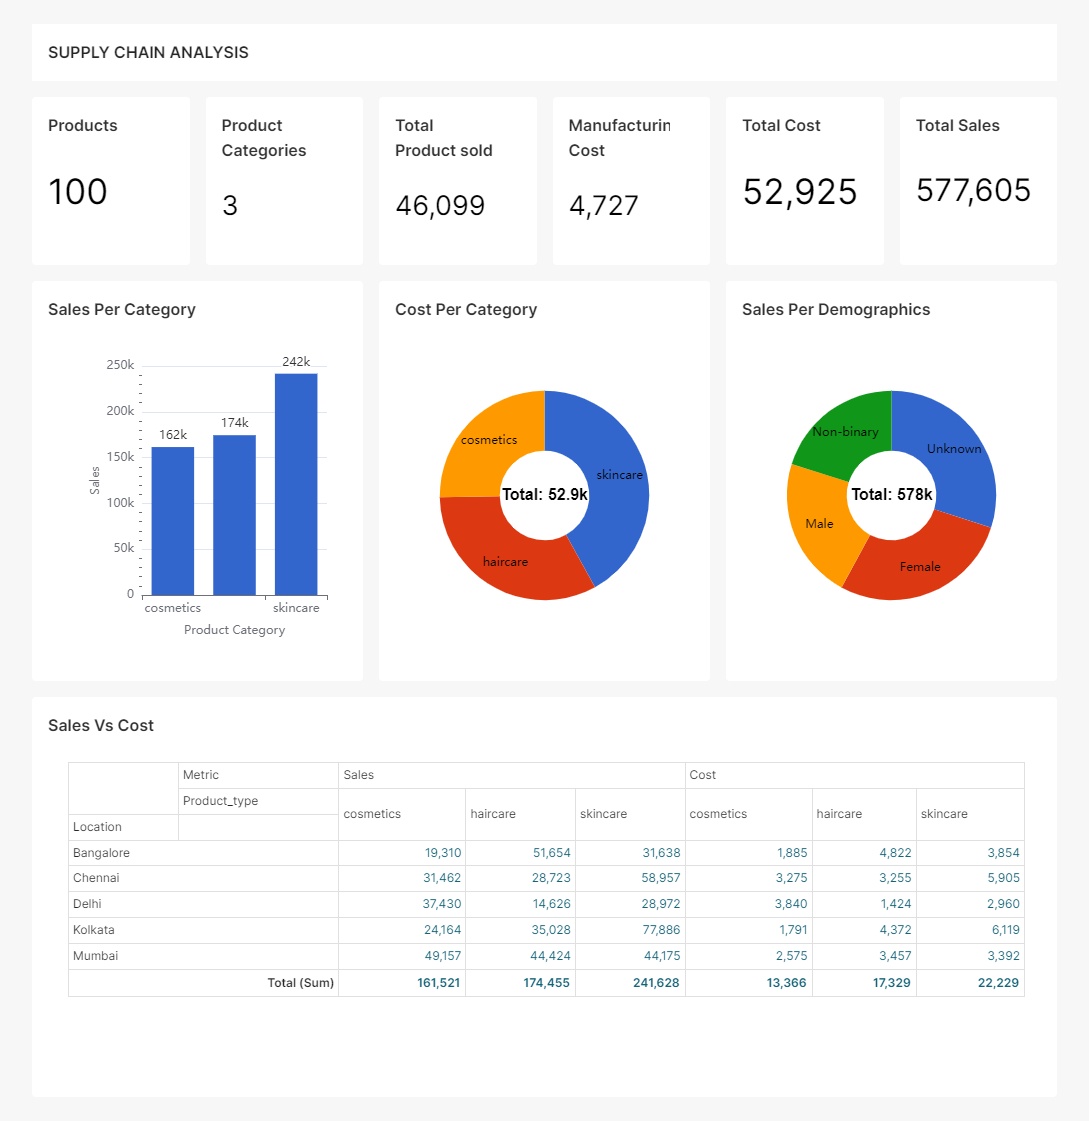 SUPPLY CHAIN ANALYSIS
Products
100
Product
Categories
3
Total
Product sold
46,099
Manufacturin
Cost
4,727
Total Cost
52,925
Total Sales
577,605
Sales Per Category
250k
200k
150k
100k
50k
0
Sales
162k
174k
242k
cosmetics
skincare
Product Category
Cost Per Category
cosmetics
skincare
Total: 52.9k
haircare
Sales Per Demographics
Non-binary
Unknown
Total: 578k
Male
Female
Sales Vs Cost
Metric Sales Cost
Product_type
cosmetics haircare skincare cosmetics haircare skincare
Location
Bangalore 19,310 51,654 31,638 1,885 4,822 3,854
Chennai 31,462 28,723 58,957 3,275 3,255 5,905
Delhi 37,430 14,626 28,972 3,840 1,424 2,960
Kolkata 24,164 35,028 77,886 1,791 4,372 6,119
Mumbai 49,157 44,424 44,175 2,575 3,457 3,392
Total (Sum) 161,521 174,455 241,628 13,366 17,329 22,229